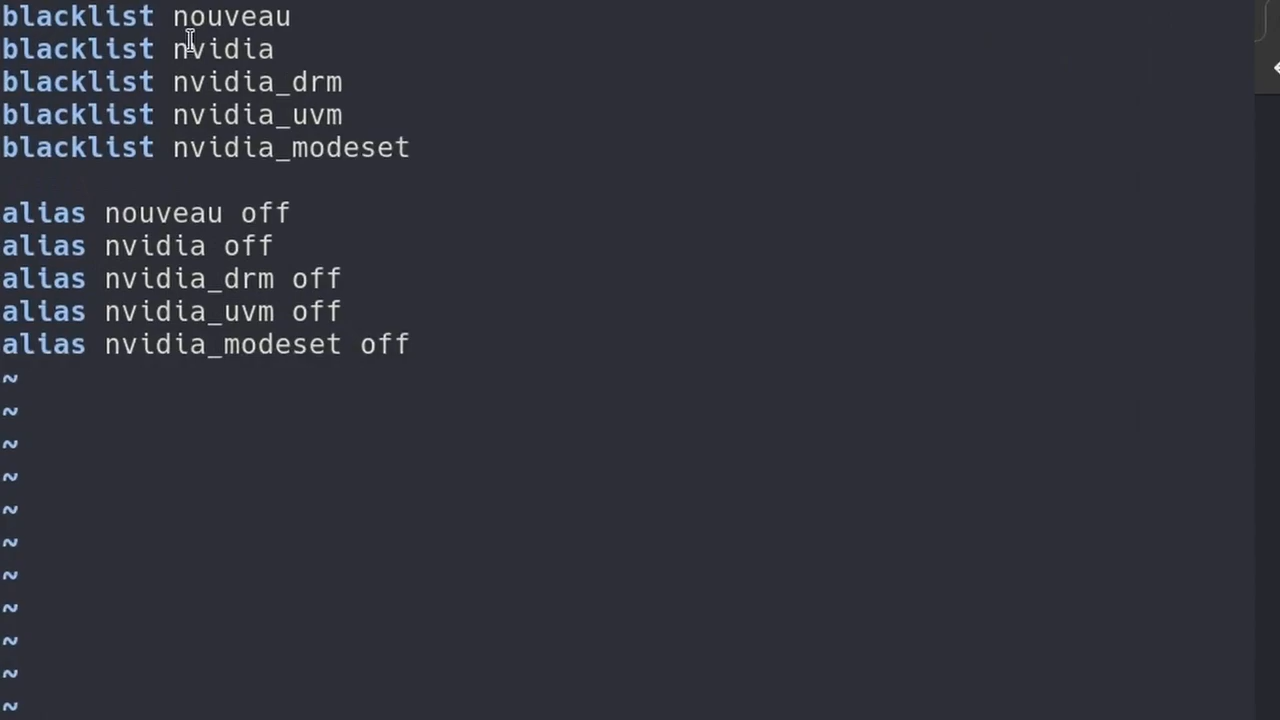 blacklist nouveau
blacklist nvidia
blacklist nvidia_drm
blacklist nvidia_uvm
blacklist nvidia_modeset

alias nouveau off
alias nvidia off
alias nvidia_drm off
alias nvidia_uvm off
alias nvidia_modeset off
~
~
~
~
~
~
~
~
~
~
~